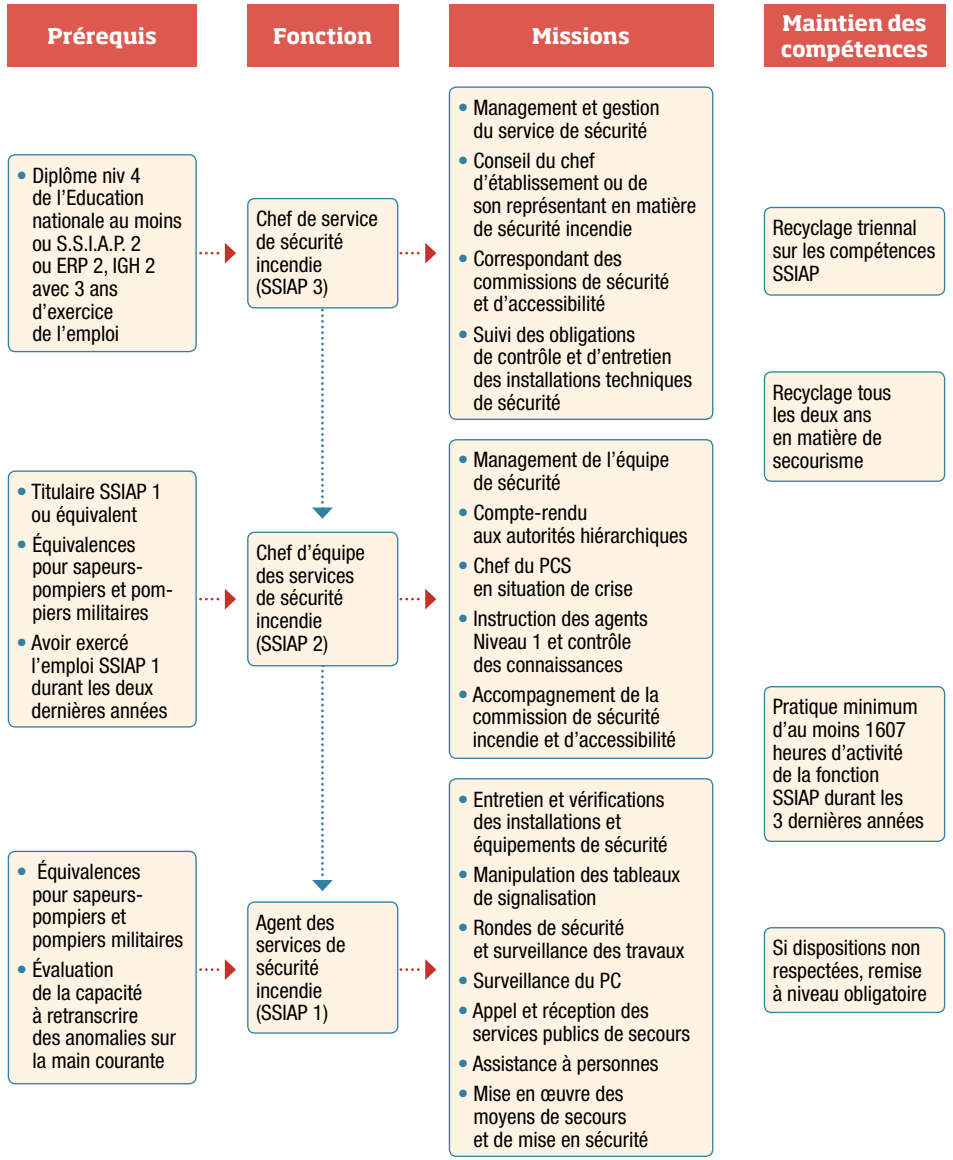 Prérequis
Fonction
Missions
Maintien des
compétences
• Diplôme niv 4
de l'Education
nationale au moins
ou S.S.I.A.P. 2
ou ERP 2, IGH 2
avec 3 ans
d'exercice
de l'emploi
Chef de service
de sécurité
incendie
(SSIAP 3)
• Management et gestion
du service de sécurité
• Conseil du chef
d'établissement ou de
son représentant en matière
de sécurité incendie
• Correspondant des
commissions de sécurité
et d'accessibilité
• Suivi des obligations
de contrôle et d'entretien
des installations techniques
de sécurité
Recyclage triennal
sur les compétences
SSIAP
Recyclage tous
les deux ans
en matière de
secourisme
• Titulaire SSIAP 1
ou équivalent
• Équivalences
pour sapeurs-
pompiers et pom-
piers militaires
• Avoir exercé
l'emploi SSIAP 1
durant les deux
dernières années
Chef d'équipe
des services
de sécurité
incendie
(SSIAP 2)
• Management de l'équipe
de sécurité
• Compte-rendu
aux autorités hiérarchiques
• Chef du PCS
en situation de crise
• Instruction des agents
Niveau 1 et contrôle
des connaissances
• Accompagnement de la
commission de sécurité
incendie et d'accessibilité
Pratique minimum
d'au moins 1607
heures d'activité
de la fonction
SSIAP durant les
3 dernières années
• Équivalences
pour sapeurs-
pompiers et
pompiers militaires
• Évaluation
de la capacité
à retranscrire
des anomalies sur
la main courante
Agent des
services de
sécurité
incendie
(SSIAP 1)
• Entretien et vérifications
des installations et
équipements de sécurité
• Manipulation des tableaux
de signalisation
• Rondes de sécurité
et surveillance des travaux
• Surveillance du PC
• Appel et réception des
services publics de secours
• Assistance à personnes
• Mise en œuvre des
moyens de secours
et de mise en sécurité
Si dispositions non
respectées, remise
à niveau obligatoire